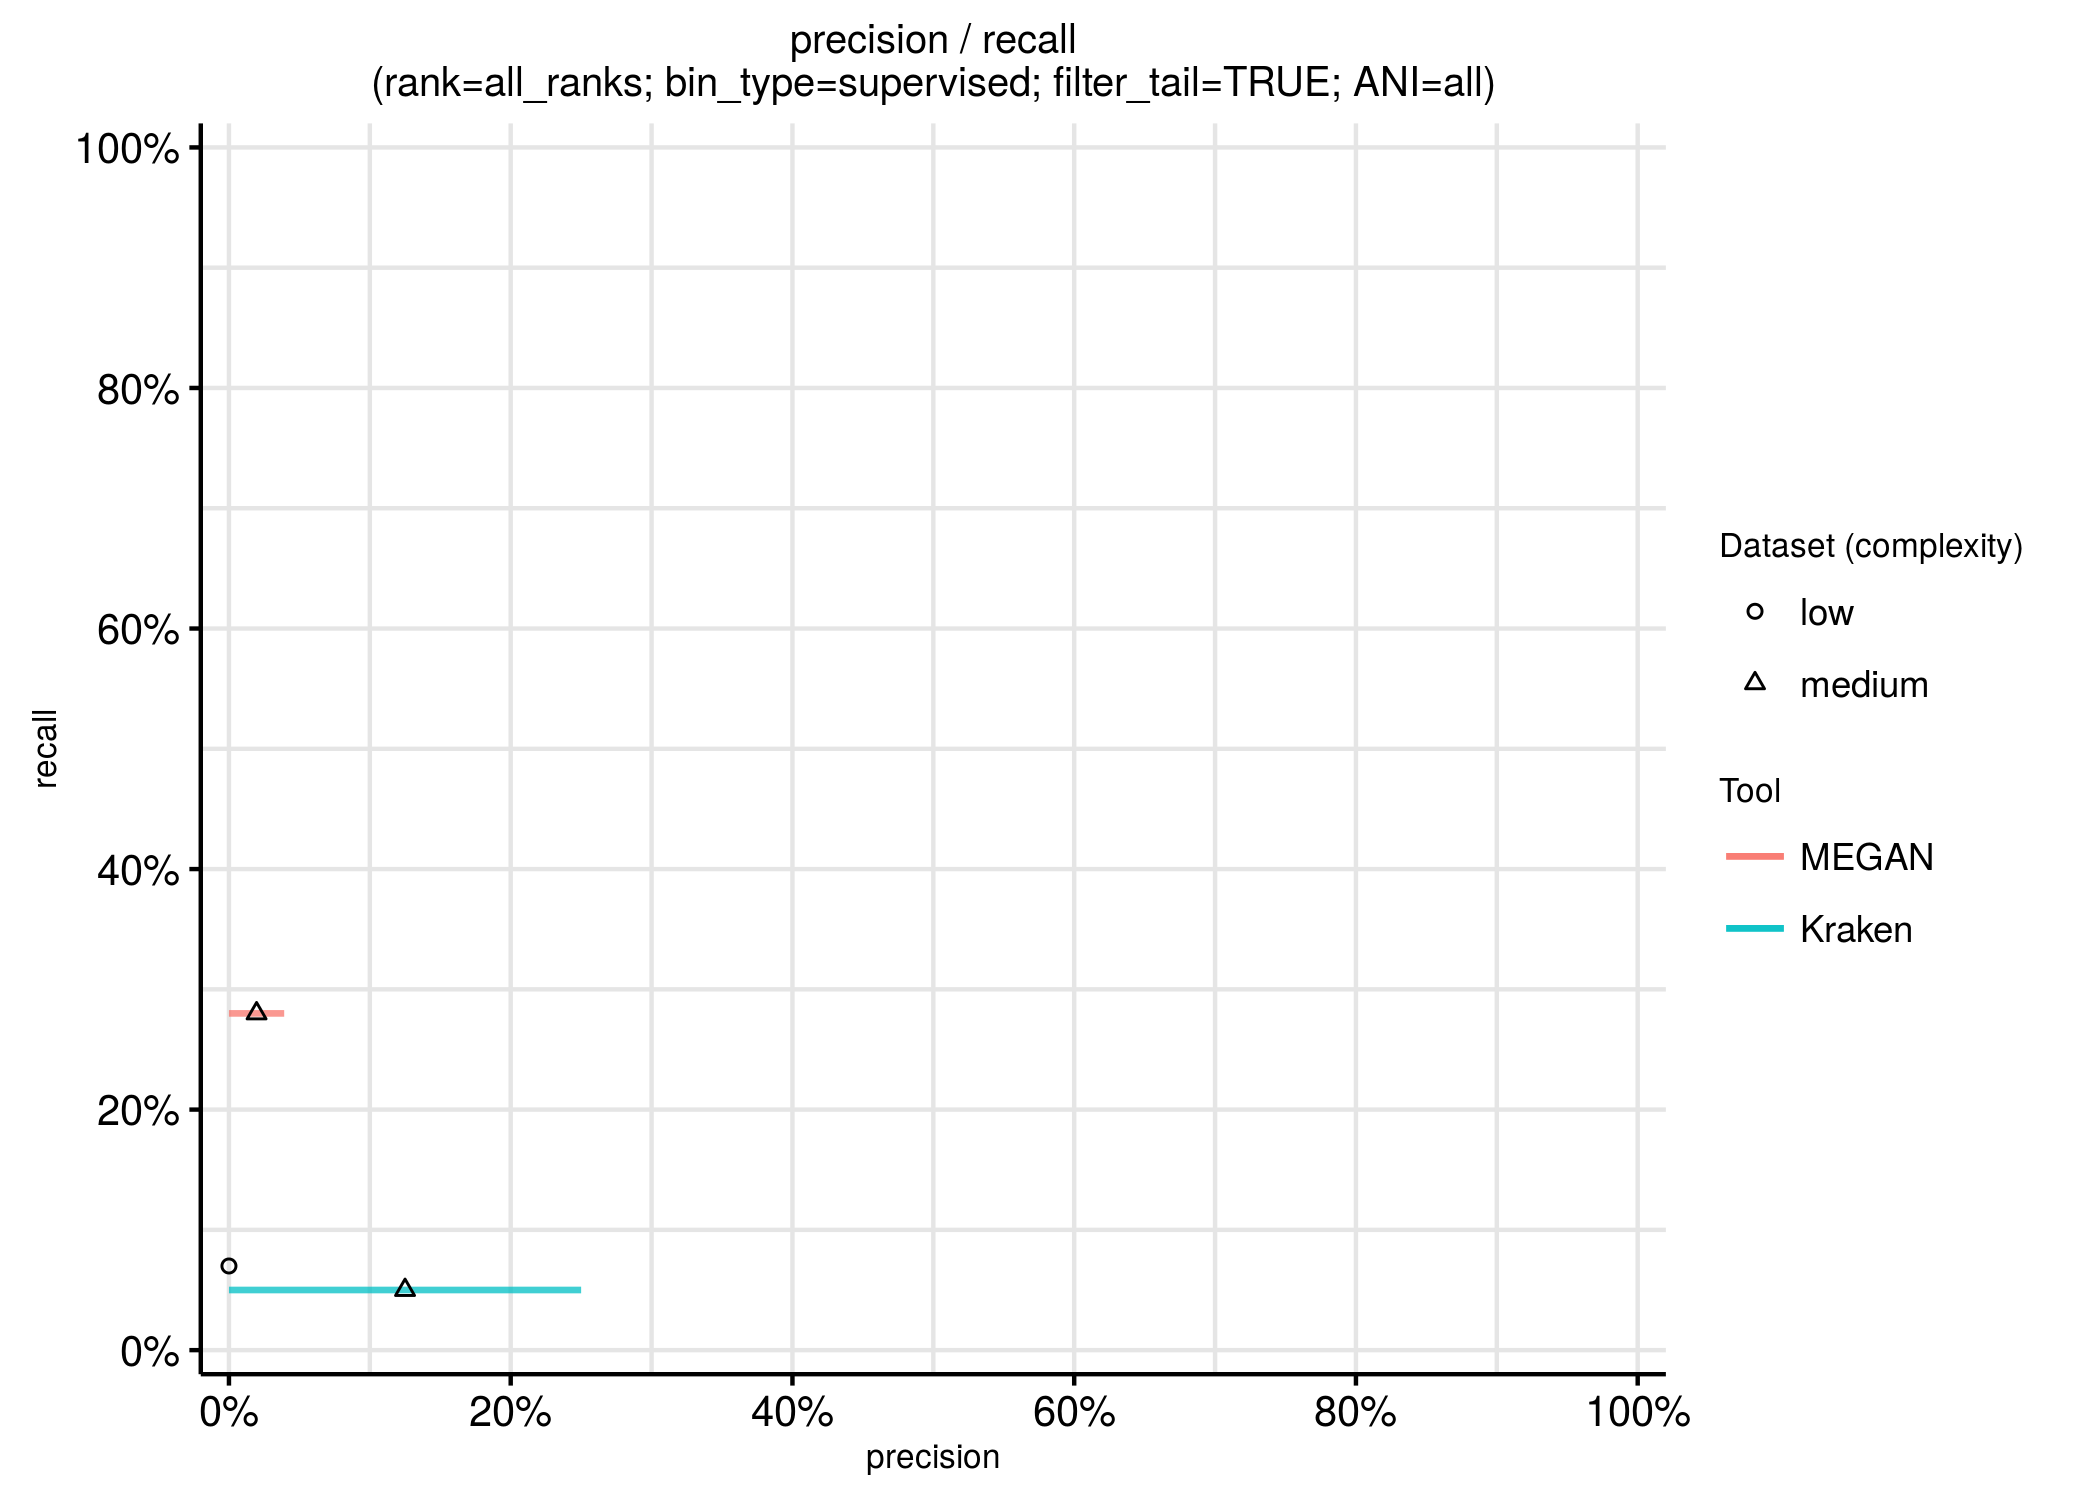 precision / recall
(rank=all_ranks; bin_type=supervised; filter_tail=TRUE; ANI=all)
100%
80%
60%
40%
20%
0%
recall
0% 20% 40% 60% 80% 100%
precision
Dataset (complexity)
low
medium
Tool
MEGAN
Kraken